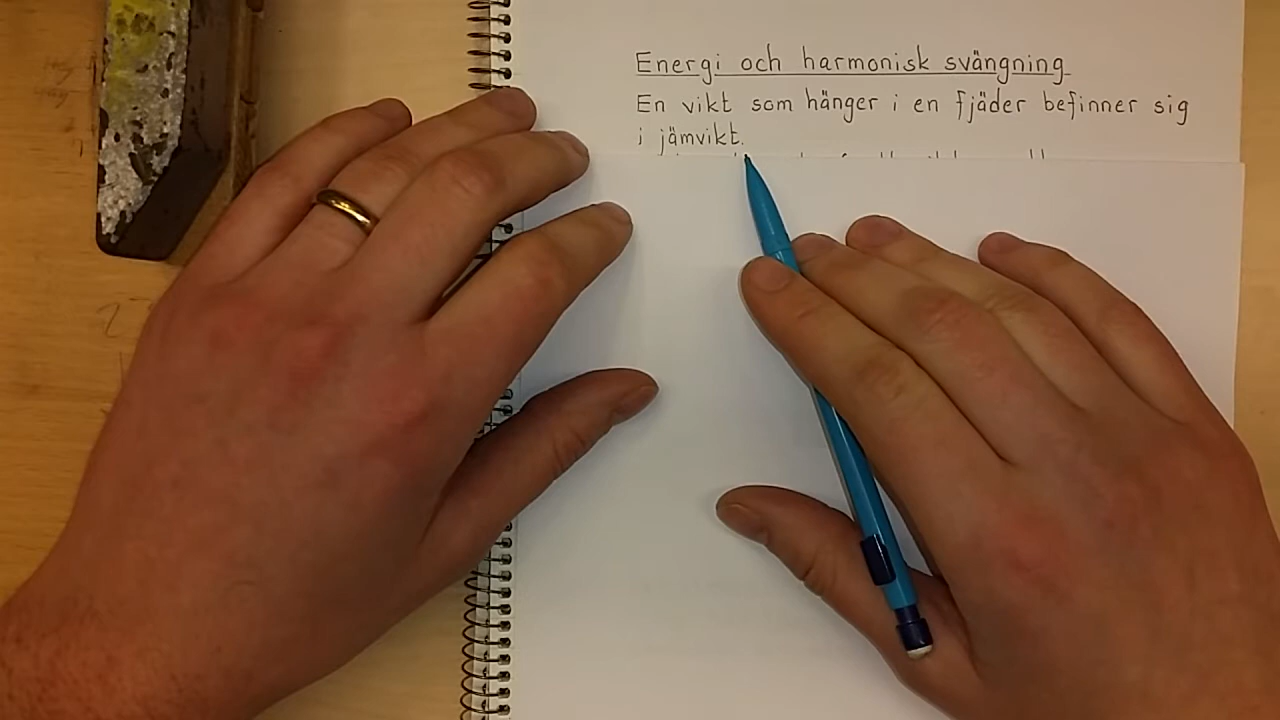 Energi och harmonisk svängning
En vikt som hänger i en fjäder befinner sig
i jämvikt.